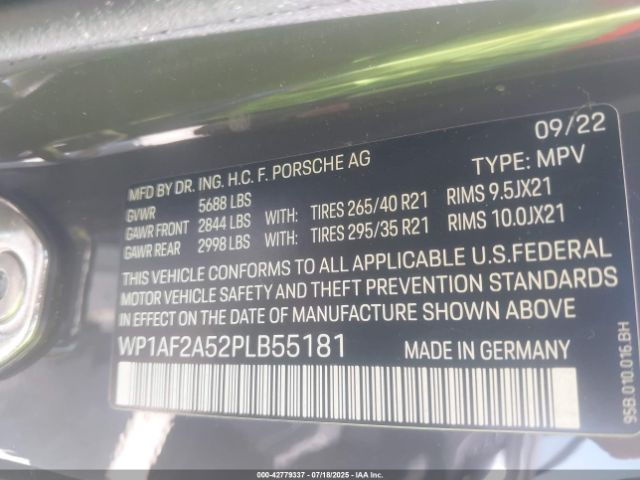 09/22
MFD BY DR. ING. H.C. F. PORSCHE AG TYPE: MPV
GVWR 5688 LBS
GAWR FRONT 2844 LBS WITH: TIRES 265/40 R21 RIMS 9.5JX21
GAWR REAR 2998 LBS WITH: TIRES 295/35 R21 RIMS 10.0JX21
THIS VEHICLE CONFORMS TO ALL APPLICABLE U.S.FEDERAL
MOTOR VEHICLE SAFETY AND THEFT PREVENTION STANDARDS
IN EFFECT ON THE DATE OF MANUFACTURE SHOWN ABOVE
WP1AF2A52PLB55181 MADE IN GERMANY
95B.010.016.BH
000-42779337 - 07/18/2025 - IAAI, Inc.